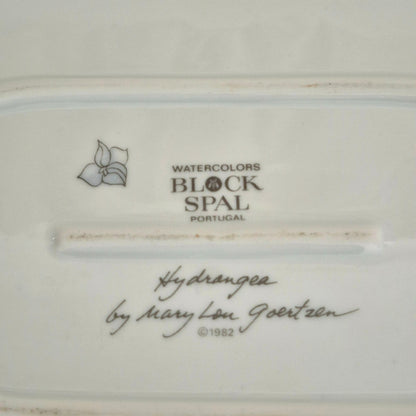 WATERCOLORS
BLOCK
SPAL
PORTUGAL
Hydrangea
by Mary Lou Goertzen
©1982